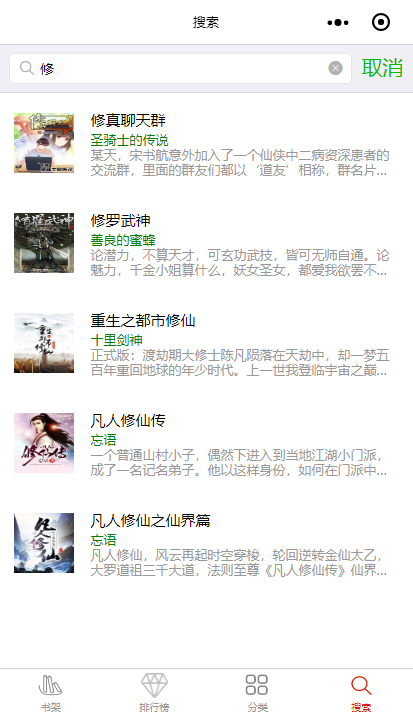 搜索
修
取消
修真聊天群
圣骑士的传说
某天，宋书航意外加入了一个仙侠中二病资深患者的
交流群，里面的群友们都以‘道友’相称，群名片...
修罗武神
善良的蜜蜂
论潜力，不算天才，可玄功武技，皆可无师自通。论
魅力，千金小姐算什么，妖女圣女，都爱我欲罢不...
重生之都市修仙
十里剑神
正式版：渡劫期大修士陈凡陨落在天劫中，却一梦五
百年重回地球的年少时代。上一世我登临宇宙之巅...
凡人修仙传
忘语
一个普通山村小子，偶然下进入到当地江湖小门派，
成了一名记名弟子。他以这样身份，如何在门派中...
凡人修仙之仙界篇
忘语
凡人修仙，风云再起时空穿梭，轮回逆转金仙太乙，
大罗道祖三千大道，法则至尊《凡人修仙传》仙界...
书架
排行榜
分类
搜索